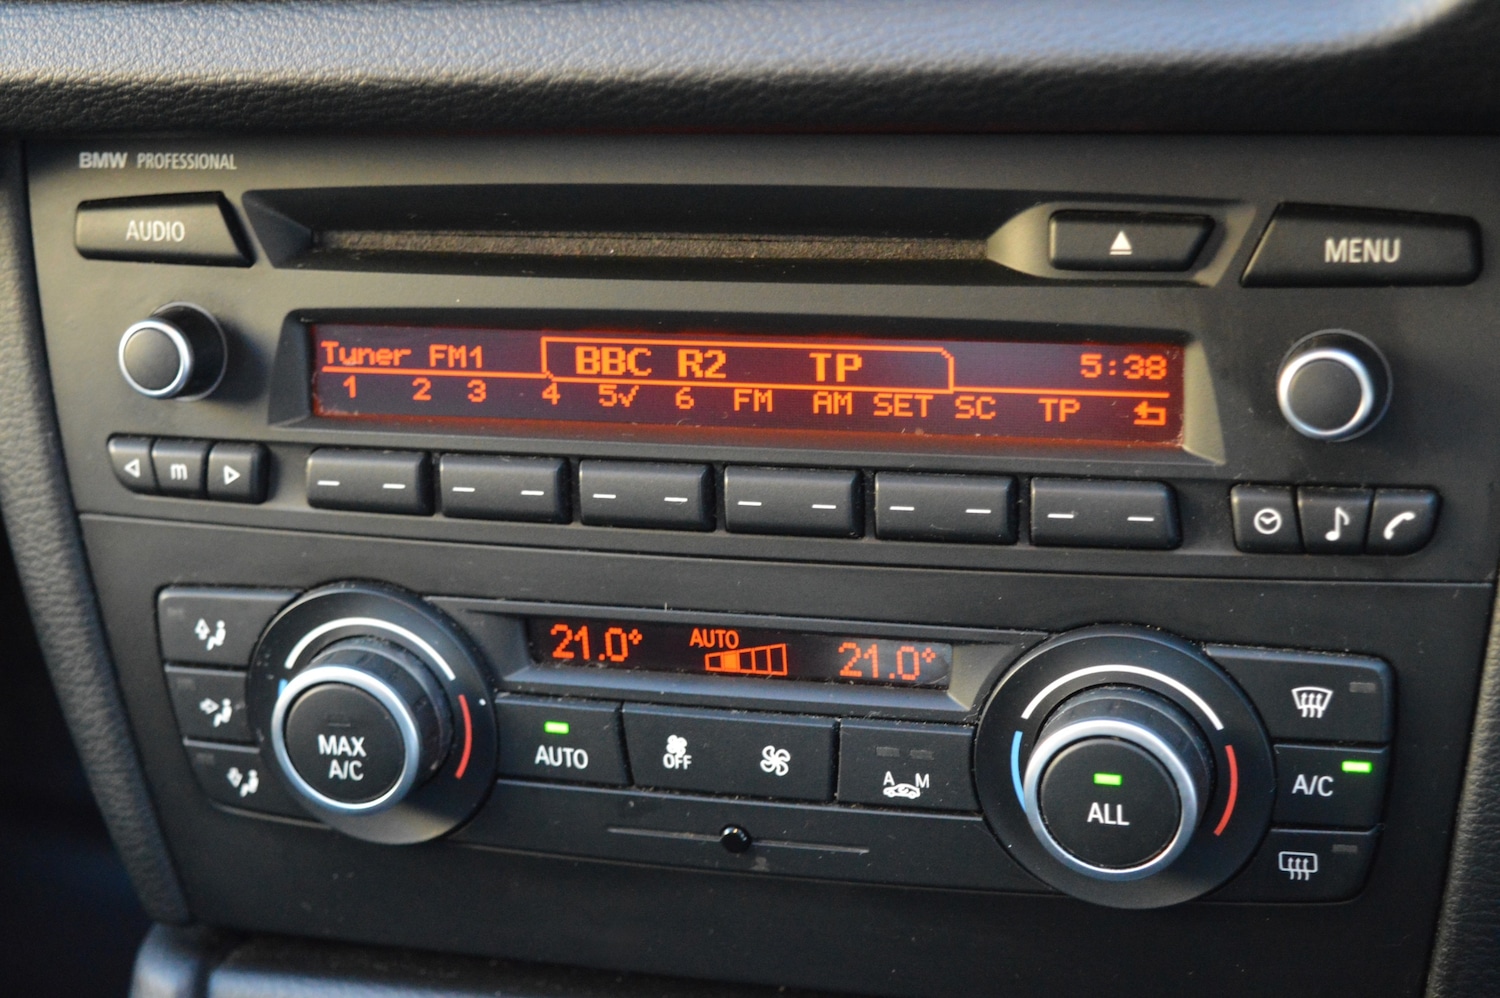 BMW PROFESSIONAL
AUDIO
MENU
Tuner FM1 BBC R2 TP 5:38
1 2 3 4 5✓ 6 FM AM SET SC TP
m
21.0° AUTO 21.0°
MAX
A/C
AUTO
OFF
A M
ALL
A/C